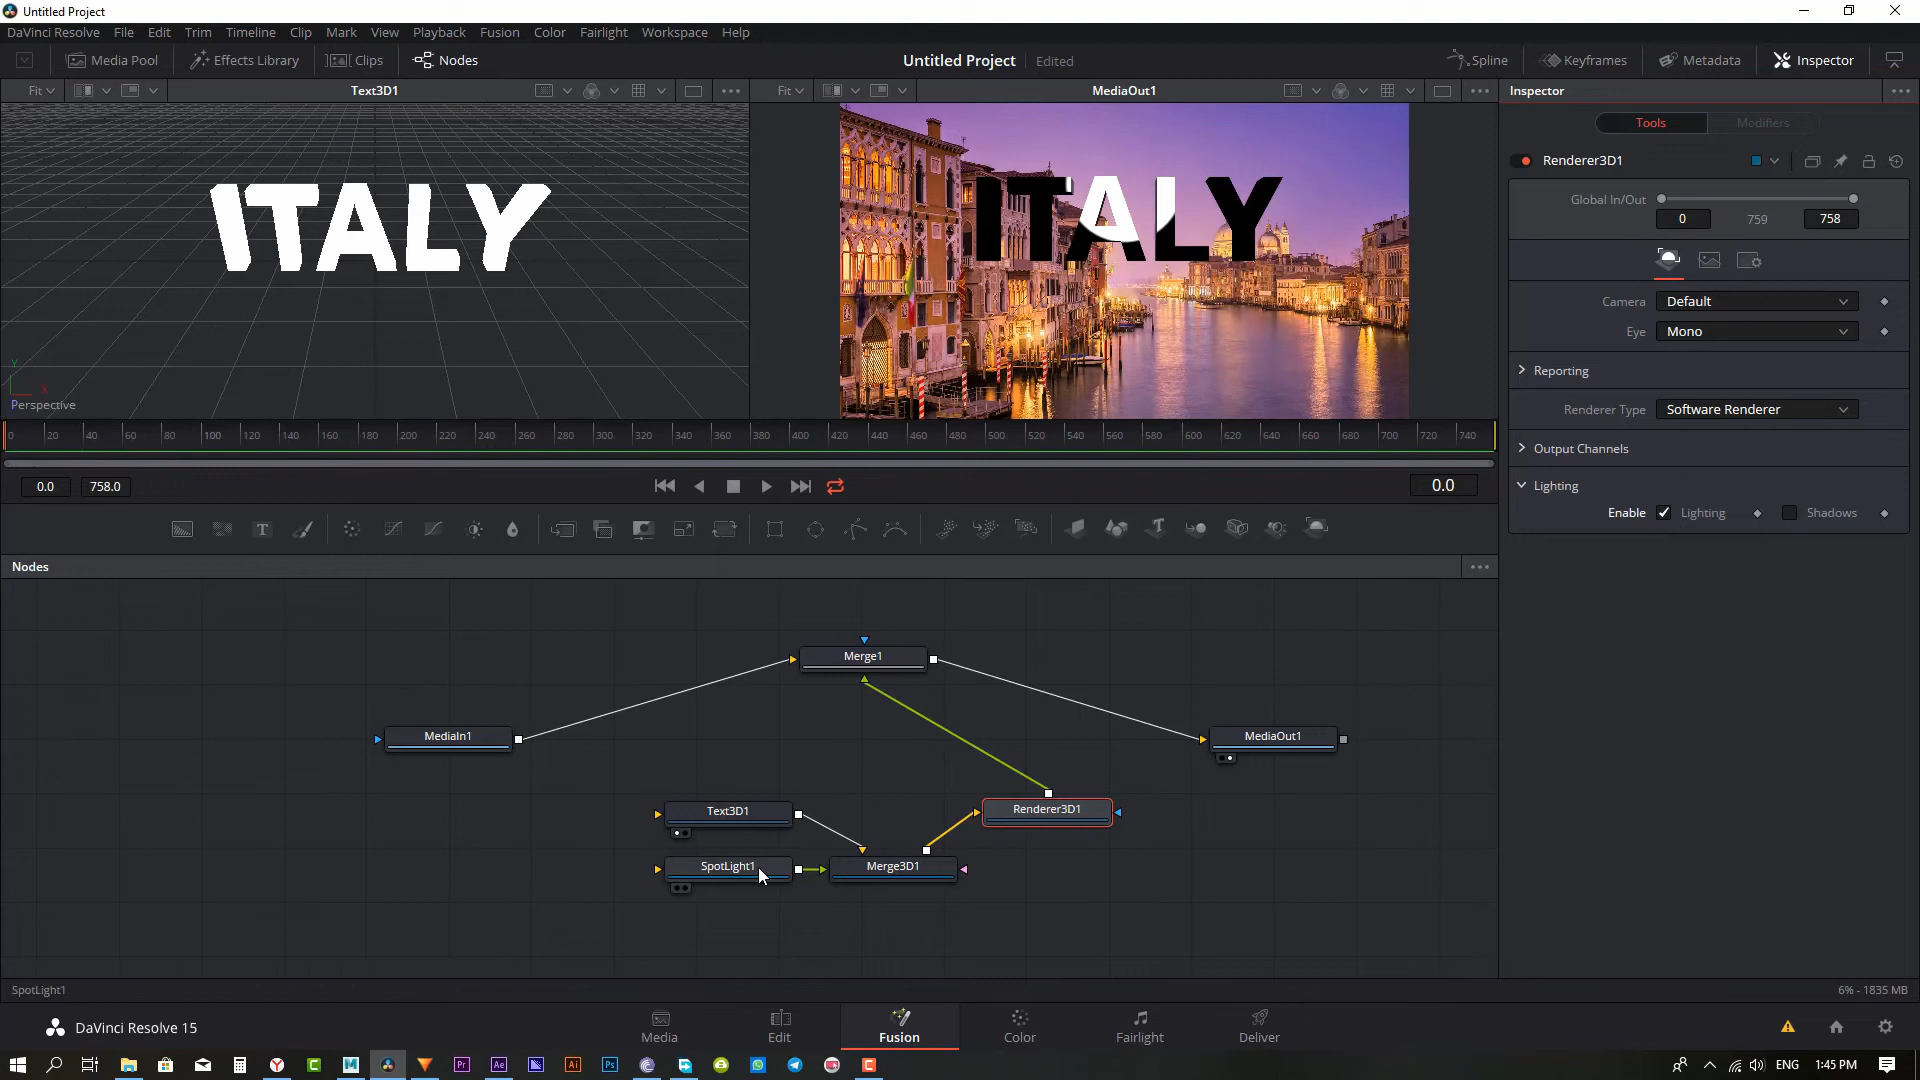 Untitled Project
DaVinci Resolve File Edit Trim Timeline Clip Mark View Playback Fusion Color Fairlight Workspace Help
Media Pool Effects Library Clips Nodes Untitled Project Edited Spline Keyframes Metadata Inspector
Fit Text3D1 Fit MediaOut1 Inspector
Tools Modifiers
Renderer3D1
Global In/Out
0 759 758
ITALY
ITALY
Camera Default
Eye Mono
Reporting
Renderer Type Software Renderer
Output Channels
Lighting
Enable Lighting Shadows
Y
X
Perspective
0 20 40 60 80 100 120 140 160 180 200 220 240 260 280 300 320 340 360 380 400 420 440 460 480 500 520 540 560 580 600 620 640 660 680 700 720 740
0.0 758.0 0.0
T
Nodes
Merge1
MediaIn1
MediaOut1
Text3D1
Renderer3D1
SpotLight1
Merge3D1
SpotLight1
6% - 1835 MB
DaVinci Resolve 15
Media Edit Fusion Color Fairlight Deliver
Y C M Pr Ae Ai Ps C
ENG 1:45 PM